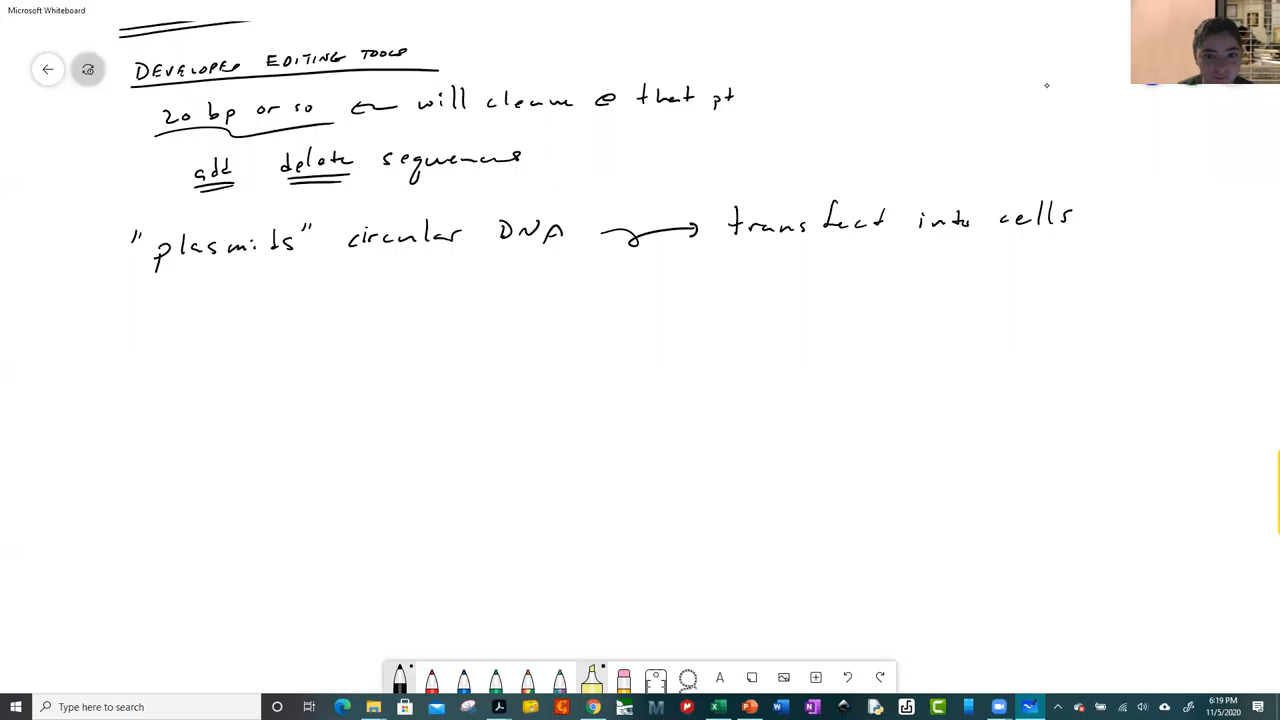 Microsoft Whiteboard
DEVELOPED EDITING TOOLS
20 bp or so ← will cleave @ that pt
add delete sequences
"plasmids" circular DNA → transfect into cells
Type here to search
6:19 PM
11/5/2020